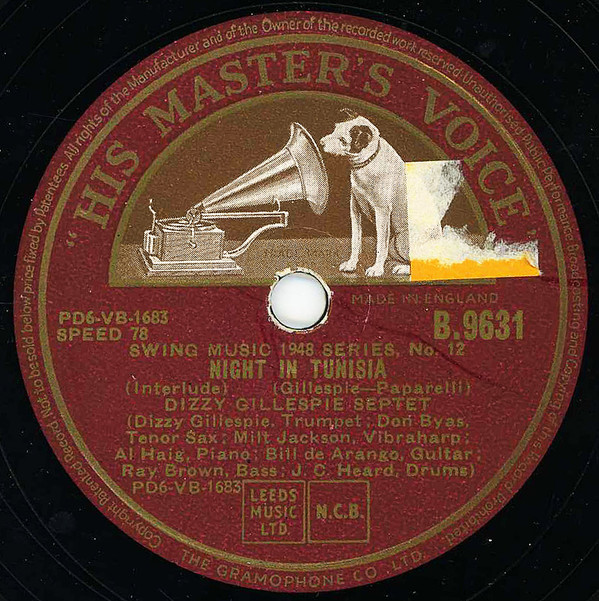 Copyright. Patented Record Not to be sold below price fixed by Patentees. All rights of the Manufacturer and of the Owner of the recorded work reserved. Unauthorised Public Performance Broadcasting and Copying of this Record Prohibited.
"HIS MASTER'S VOICE"
TRADE MARK
MADE IN ENGLAND
PD6-VB-1683
SPEED 78
B.9631
SWING MUSIC 1948 SERIES, No. 12
NIGHT IN TUNISIA
(Interlude) (Gillespie—Paparelli)
DIZZY GILLESPIE SEPTET
(Dizzy Gillespie, Trumpet; Don Byas,
Tenor Sax; Milt Jackson, Vibraharp;
Al Haig, Piano; Bill de Arango, Guitar;
Ray Brown, Bass; J. C. Heard, Drums)
PD6-VB-1683
LEEDS
MUSIC
LTD.
N.C.B.
THE GRAMOPHONE CO. LTD.